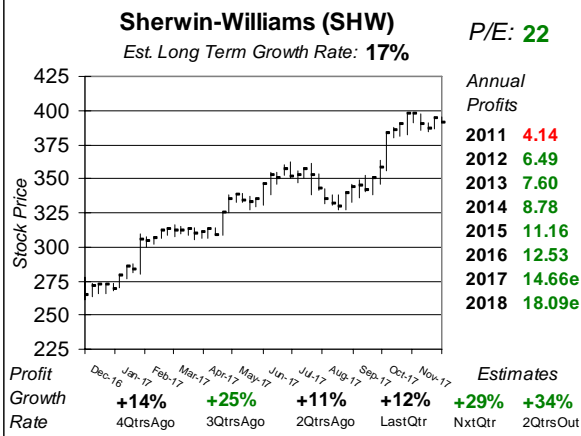 Sherwin-Williams (SHW)
Est. Long Term Growth Rate: 17%
P/E: 22
Annual
Profits
2011 4.14
2012 6.49
2013 7.60
2014 8.78
2015 11.16
2016 12.53
2017 14.66e
2018 18.09e
Stock Price
425
400
375
350
325
300
275
250
225
Dec-16 Jan-17 Feb-17 Mar-17 Apr-17 May-17 Jun-17 Jul-17 Aug-17 Sep-17 Oct-17 Nov-17
Profit
Growth
Rate
Estimates
+14% +25% +11% +12% +29% +34%
4QtrsAgo 3QtrsAgo 2QtrsAgo LastQtr NxtQtr 2QtrsOut